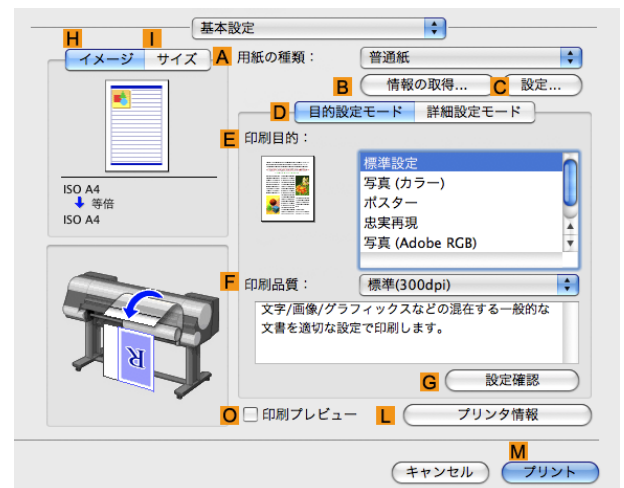 基本設定
H
I
イメージ
サイズ
A
用紙の種類：
普通紙
B
情報の取得...
C
設定...
D
目的設定モード
詳細設定モード
E
印刷目的：
標準設定
写真 (カラー)
ポスター
忠実再現
写真 (Adobe RGB)
ISO A4
等倍
ISO A4
F
印刷品質：
標準(300dpi)
文字/画像/グラフィックスなどの混在する一般的な
文書を適切な設定で印刷します。
R
G
設定確認
O
印刷プレビュー
L
プリンタ情報
M
キャンセル
プリント